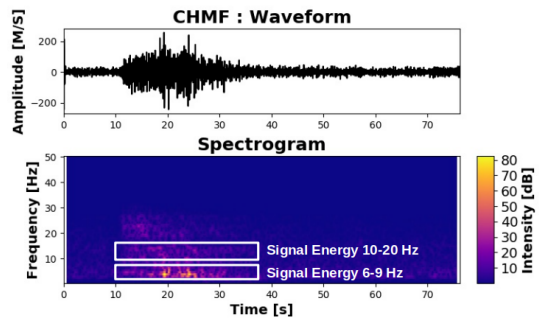 CHMF : Waveform
Amplitude [M/S]
200
0
−200
0 10 20 30 40 50 60 70
Spectrogram
Frequency [Hz]
50
40
30
20
10
Signal Energy 10-20 Hz
Signal Energy 6-9 Hz
0 10 20 30 40 50 60 70
Time [s]
80
70
60
50
40
30
20
10
Intensity [dB]